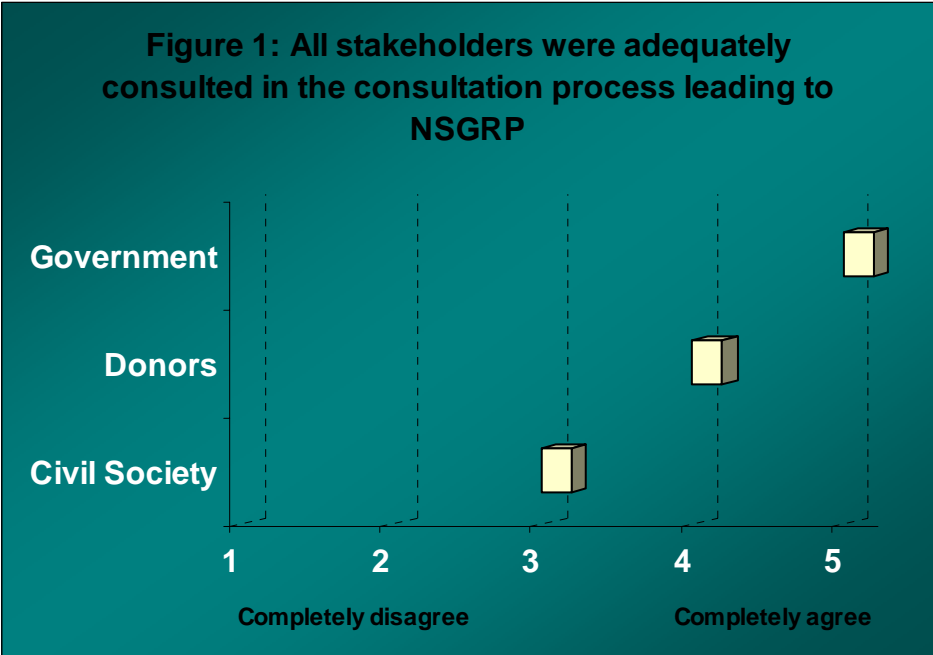 Figure 1: All stakeholders were adequately
consulted in the consultation process leading to
NSGRP
Government
Donors
Civil Society
1 2 3 4 5
Completely disagree Completely agree